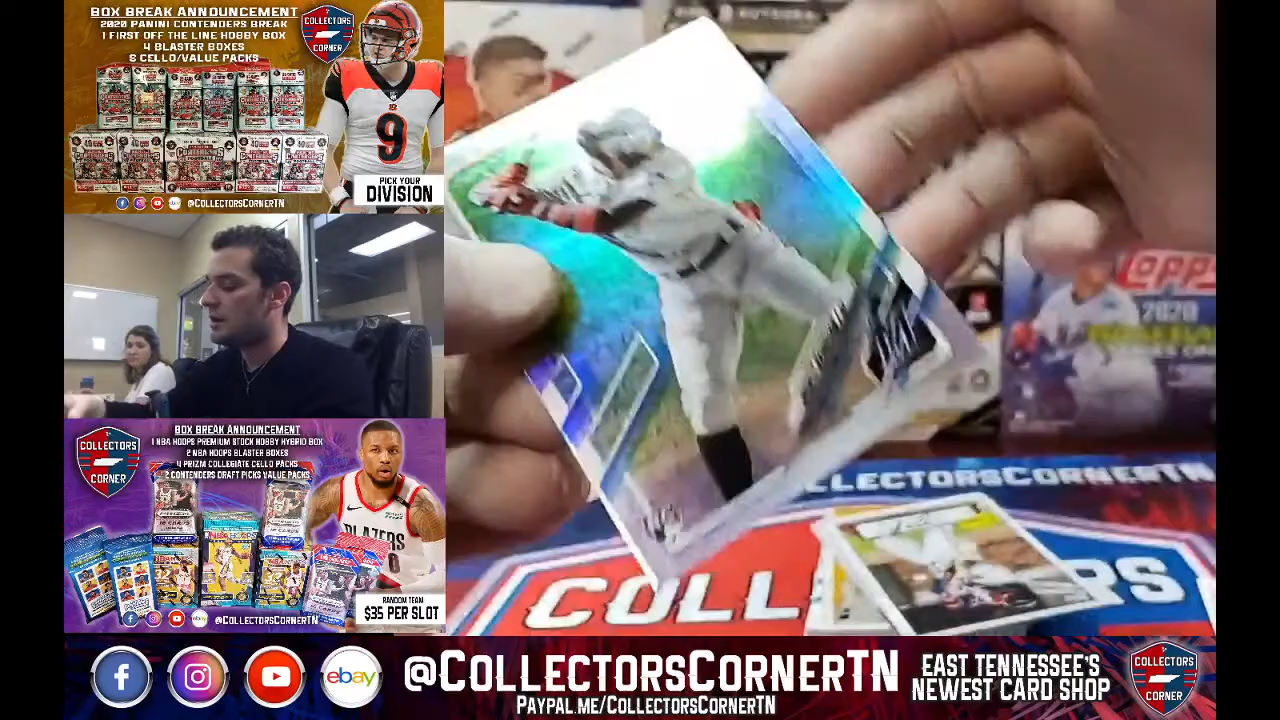 BOX BREAK ANNOUNCEMENT
2020 PANINI CONTENDERS BREAK
1 FIRST OFF THE LINE HOBBY BOX
4 BLASTER BOXES
8 CELLO/VALUE PACKS
COLLECTORS
CORNER
9
PICK YOUR
DIVISION
@COLLECTORSCORNERTN
BOX BREAK ANNOUNCEMENT
1 NBA HOOPS PREMIUM STOCK HOBBY HYBRID BOX
2 NBA HOOPS BLASTER BOXES
4 PRIZM COLLEGIATE CELLO PACKS
2 CONTENDERS DRAFT PICKS VALUE PACKS
COLLECTORS
CORNER
BLAZERS
RANDOM TEAM
$35 PER SLOT
ebay
@COLLECTORSCORNERTN
TOPPS
2020
LLECTORSCORNERTN
COLL
RS
ebay
@COLLECTORSCORNERTN
PAYPAL.ME/COLLECTORSCORNERTN
EAST TENNESSEE'S
NEWEST CARD SHOP
COLLECTORS
CORNER